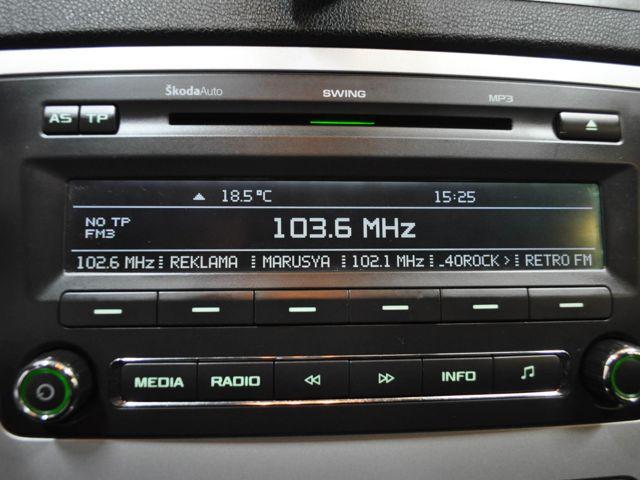 ŠkodaAuto SWING MP3
AS TP
18.5°C 15:25
NO TP
FM3
103.6 MHz
102.6 MHz REKLAMA MARUSYA 102.1 MHz _40ROCK > RETRO FM
MEDIA RADIO INFO